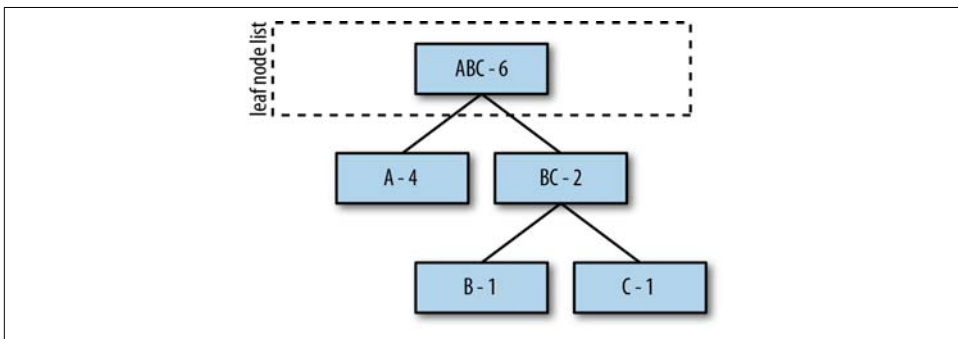 leaf node list
ABC - 6
A - 4
BC - 2
B - 1
C - 1